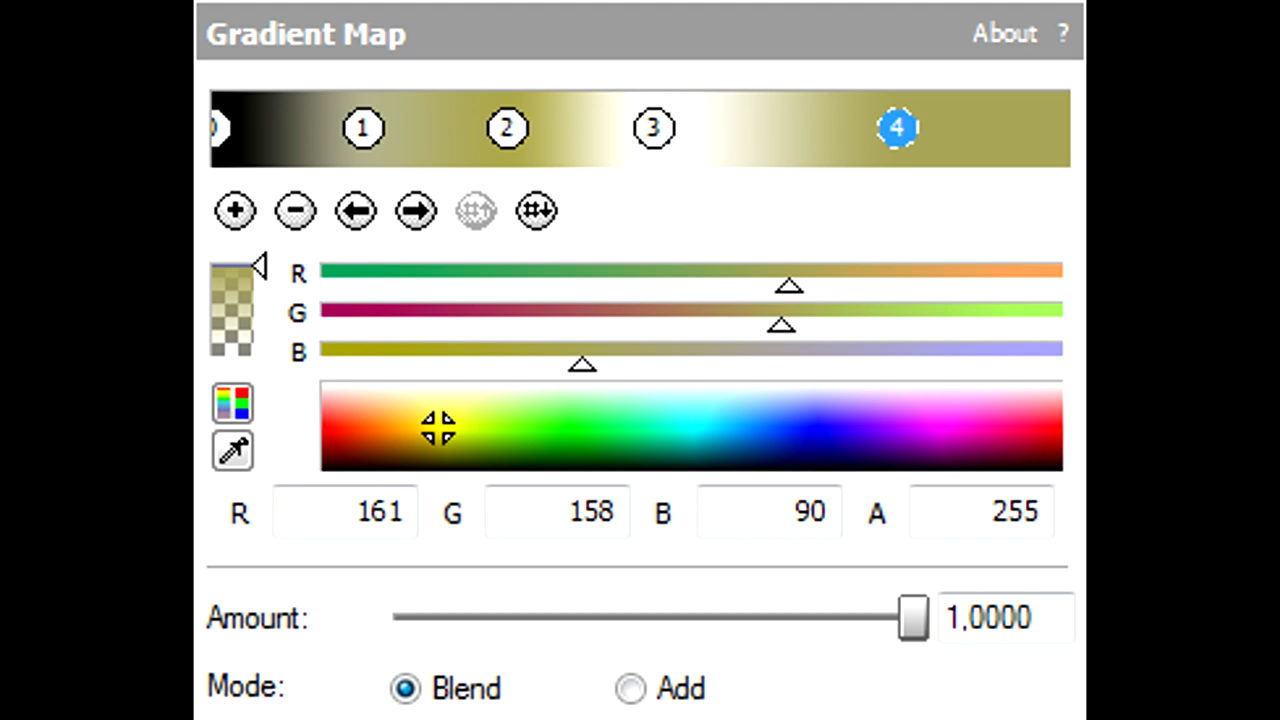 Gradient Map About ?
1 2 3 4
R
G
B
R 161 G 158 B 90 A 255
Amount: 1,0000
Mode: Blend Add